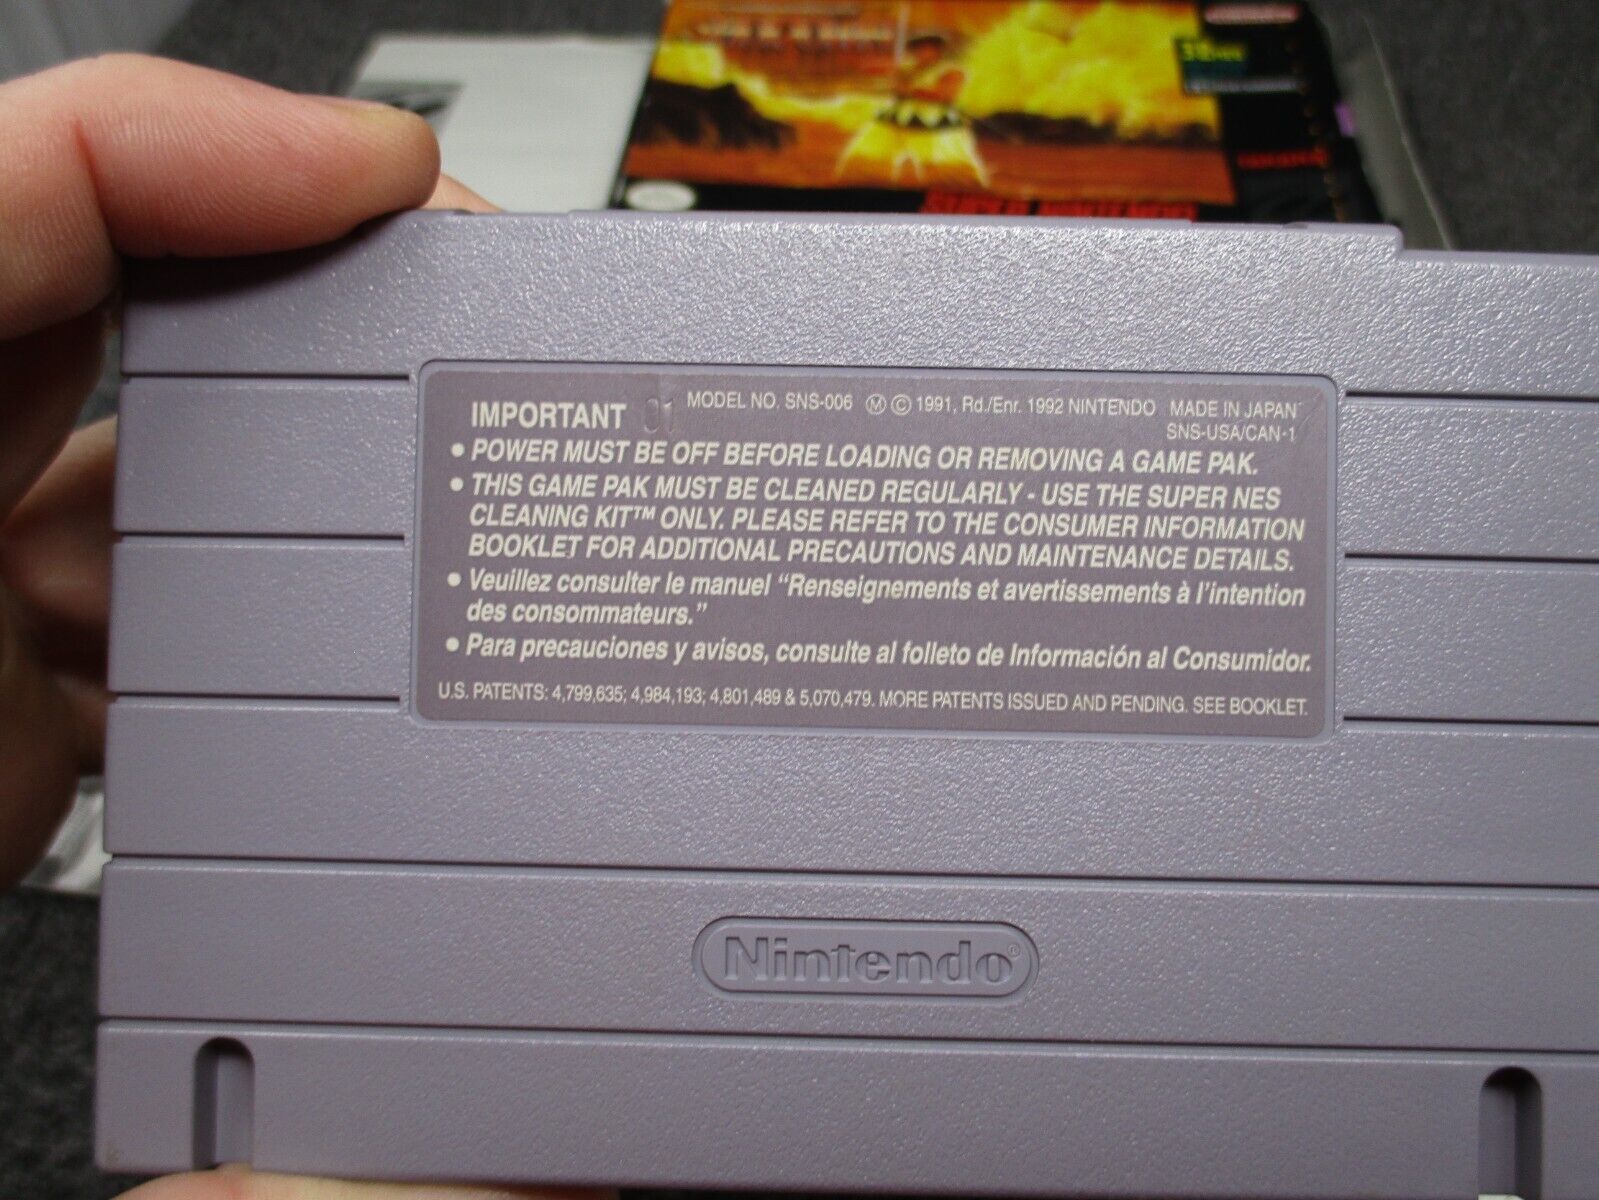 SUPER NINTENDO
IMPORTANT 01 MODEL NO. SNS-006 Ⓜ © 1991, Rd./Enr. 1992 NINTENDO MADE IN JAPAN
SNS-USA/CAN-1
● POWER MUST BE OFF BEFORE LOADING OR REMOVING A GAME PAK.
● THIS GAME PAK MUST BE CLEANED REGULARLY - USE THE SUPER NES
CLEANING KIT™ ONLY. PLEASE REFER TO THE CONSUMER INFORMATION
BOOKLET FOR ADDITIONAL PRECAUTIONS AND MAINTENANCE DETAILS.
● Veuillez consulter le manuel “Renseignements et avertissements à l’intention
des consommateurs.”
● Para precauciones y avisos, consulte al folleto de Información al Consumidor.
U.S. PATENTS: 4,799,635; 4,984,193; 4,801,489 & 5,070,479. MORE PATENTS ISSUED AND PENDING. SEE BOOKLET.
Nintendo®